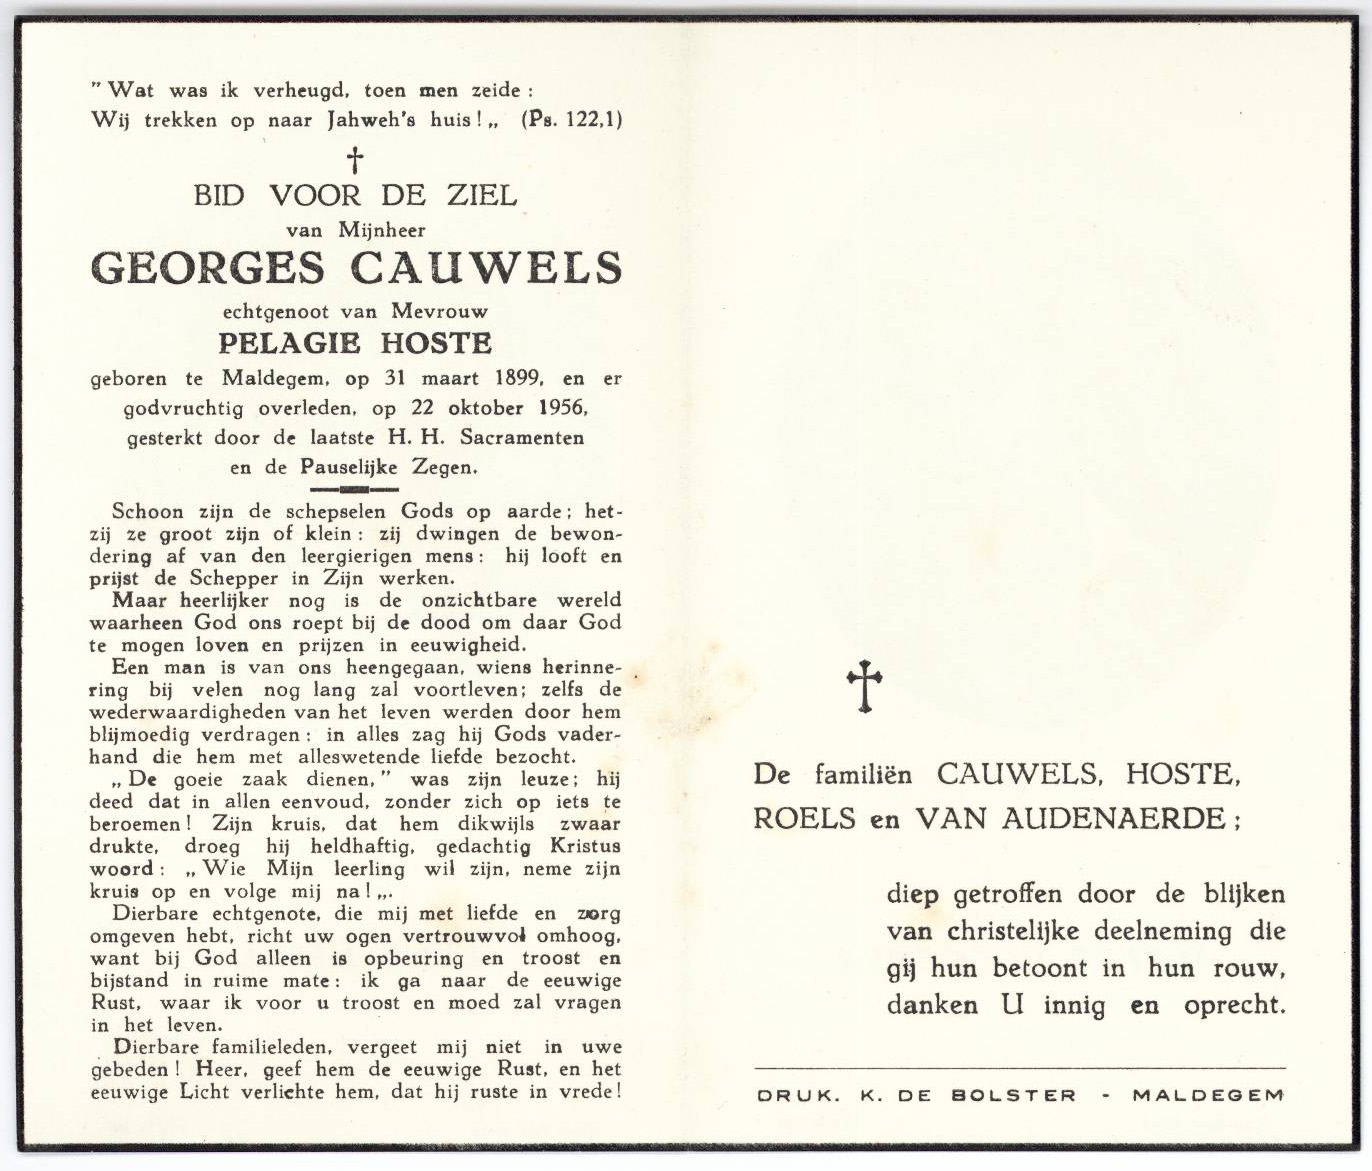 " Wat was ik verheugd, toen men zeide :
Wij trekken op naar Jahweh's huis ! „ (Ps. 122,1)
†
BID VOOR DE ZIEL
van Mijnheer
GEORGES CAUWELS
echtgenoot van Mevrouw
PELAGIE HOSTE
geboren te Maldegem, op 31 maart 1899, en er
godvruchtig overleden, op 22 oktober 1956,
gesterkt door de laatste H. H. Sacramenten
en de Pauselijke Zegen.
Schoon zijn de schepselen Gods op aarde ; het-
zij ze groot zijn of klein : zij dwingen de bewon-
dering af van den leergierigen mens : hij looft en
prijst de Schepper in Zijn werken.
Maar heerlijker nog is de onzichtbare wereld
waarheen God ons roept bij de dood om daar God
te mogen loven en prijzen in eeuwigheid.
Een man is van ons heengegaan, wiens herinne-
ring bij velen nog lang zal voortleven; zelfs de
wederwaardigheden van het leven werden door hem
blijmoedig verdragen : in alles zag hij Gods vader-
hand die hem met alleswetende liefde bezocht.
„ De goeie zaak dienen, " was zijn leuze ; hij
deed dat in allen eenvoud, zonder zich op iets te
beroemen ! Zijn kruis, dat hem dikwijls zwaar
drukte, droeg hij heldhaftig, gedachtig Kristus
woord : „ Wie Mijn leerling wil zijn, neme zijn
kruis op en volge mij na ! „.
Dierbare echtgenote, die mij met liefde en zorg
omgeven hebt, richt uw ogen vertrouwvol omhoog,
want bij God alleen is opbeuring en troost en
bijstand in ruime mate : ik ga naar de eeuwige
Rust, waar ik voor u troost en moed zal vragen
in het leven.
Dierbare familieleden, vergeet mij niet in uwe
gebeden ! Heer, geef hem de eeuwige Rust, en het
eeuwige Licht verlichte hem, dat hij ruste in vrede !
De familiën CAUWELS, HOSTE,
ROELS en VAN AUDENAERDE ;
diep getroffen door de blijken
van christelijke deelneming die
gij hun betoont in hun rouw,
danken U innig en oprecht.
DRUK. K. DE BOLSTER - MALDEGEM